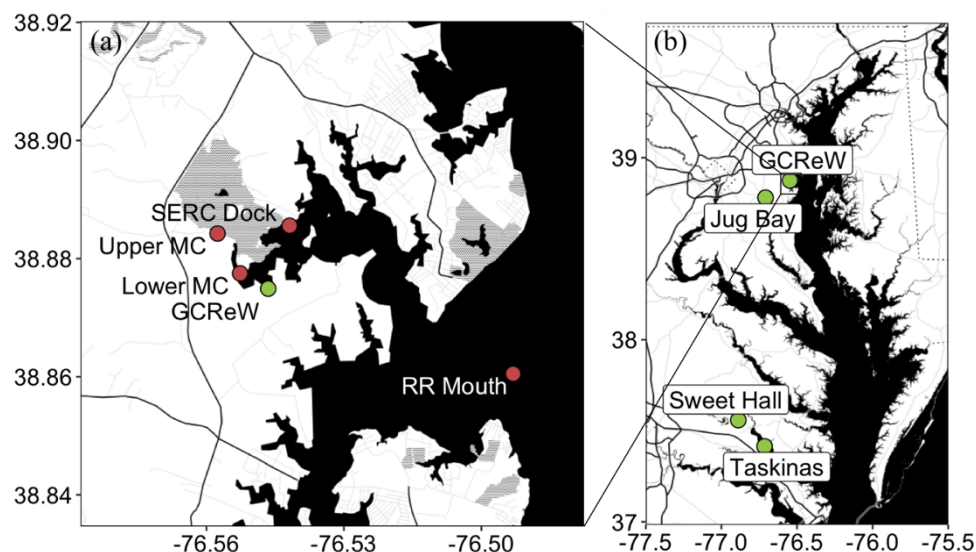 38.92
38.90
38.88
38.86
38.84
(a)
SERC Dock
Upper MC
Lower MC
GCReW
RR Mouth
-76.56
-76.53
-76.50
(b)
39
38
37
GCReW
Jug Bay
Sweet Hall
Taskinas
-77.5
-77.0
-76.5
-76.0
-75.5